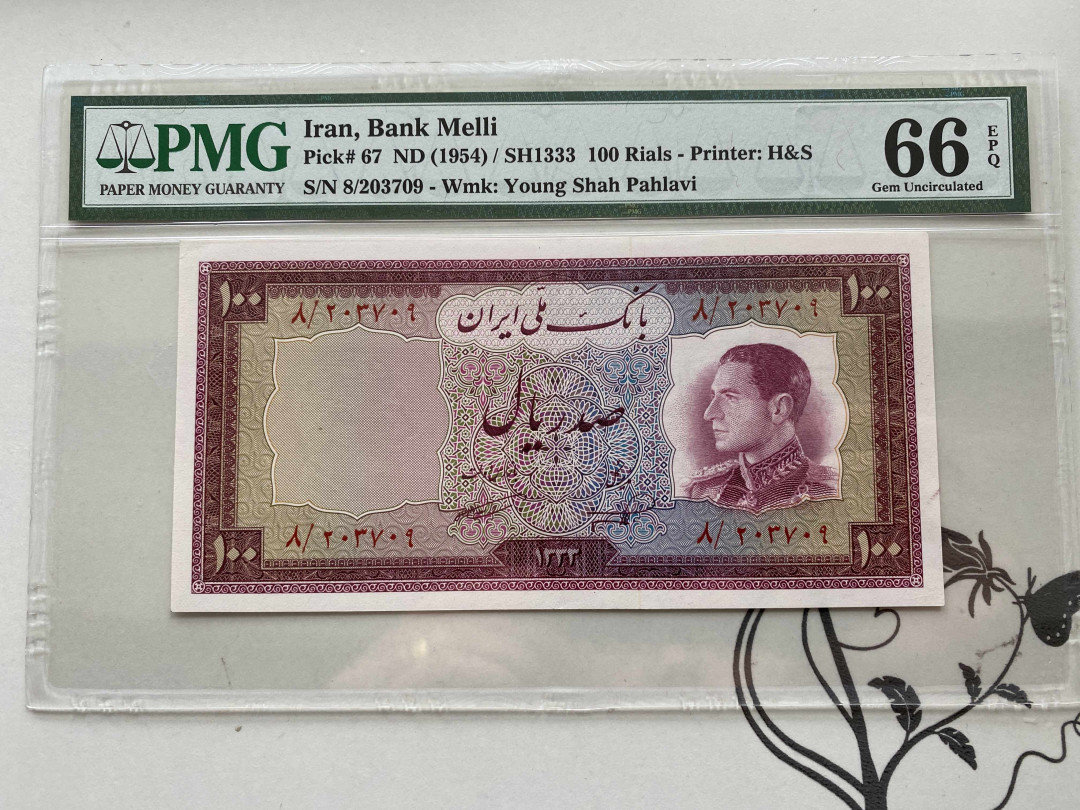 PMG
PAPER MONEY GUARANTY
Iran, Bank Melli
Pick# 67 ND (1954) / SH1333 100 Rials - Printer: H&S
S/N 8/203709 - Wmk: Young Shah Pahlavi
66
EPQ
Gem Uncirculated
۱۰۰
۱۰۰
۸/۲۰۳۷۰۹
بانک ملی ایران
۸/۲۰۳۷۰۹
صد ریال
۸/۲۰۳۷۰۹
۸/۲۰۳۷۰۹
۱۰۰
۱۳۳۳
۱۰۰